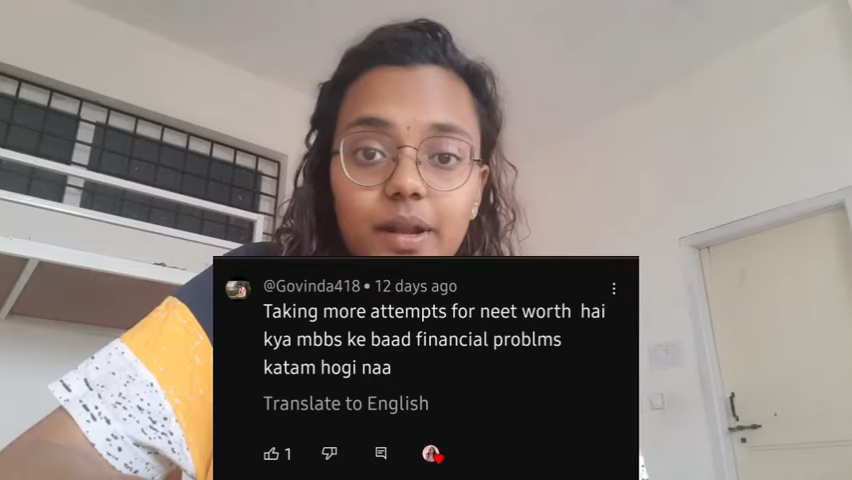 @Govinda418 • 12 days ago
Taking more attempts for neet worth hai
kya mbbs ke baad financial problms
katam hogi naa
Translate to English
1